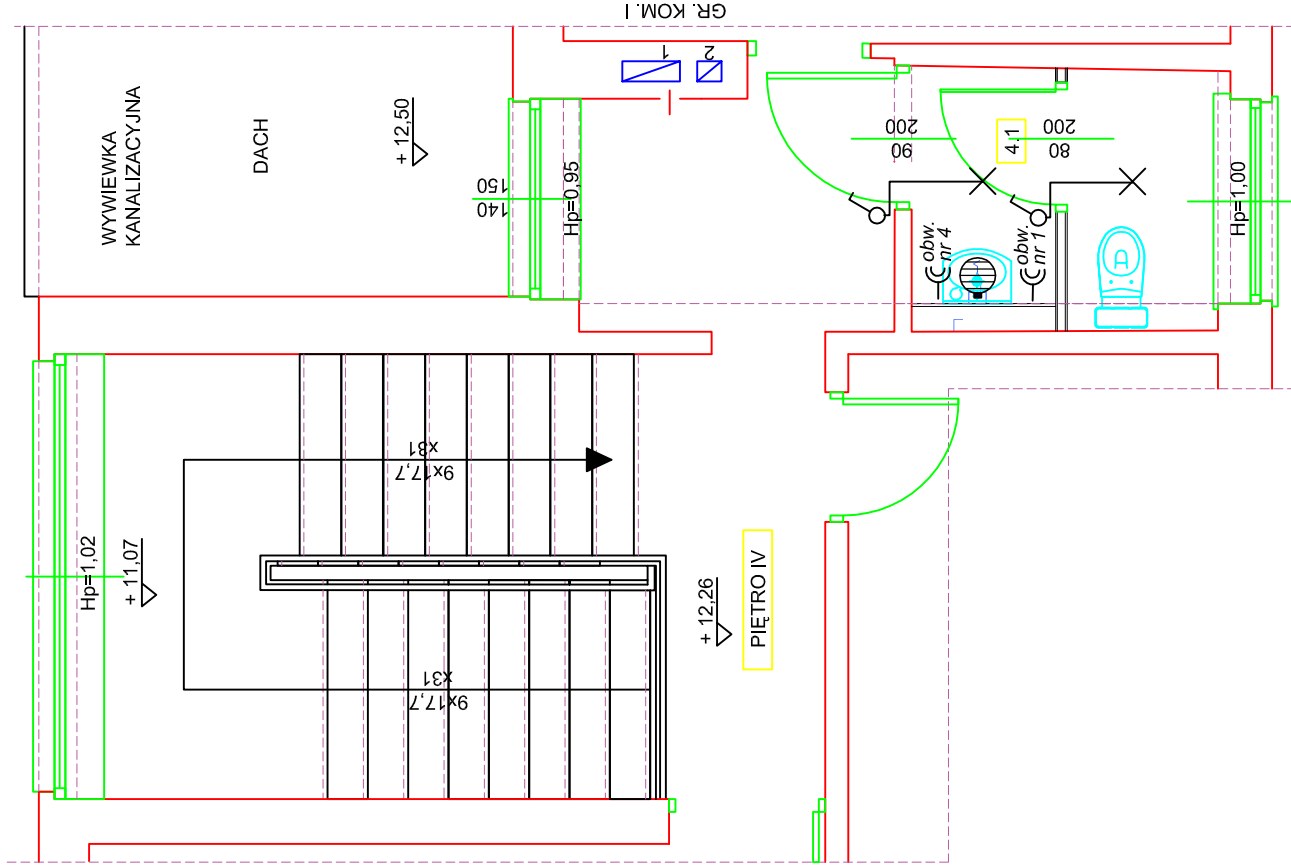 GR. KOM. I
1
2
WYWIEWKA
KANALIZACYJNA
DACH
+ 12,50
140
150
Hp=0,95
90
200
4.1
80
200
Hp=1,00
obw.
nr 4
obw.
nr 1
9x17,7
x31
Hp=1,02
+ 11,07
+ 12,26
PIĘTRO IV
9x17,7
x31